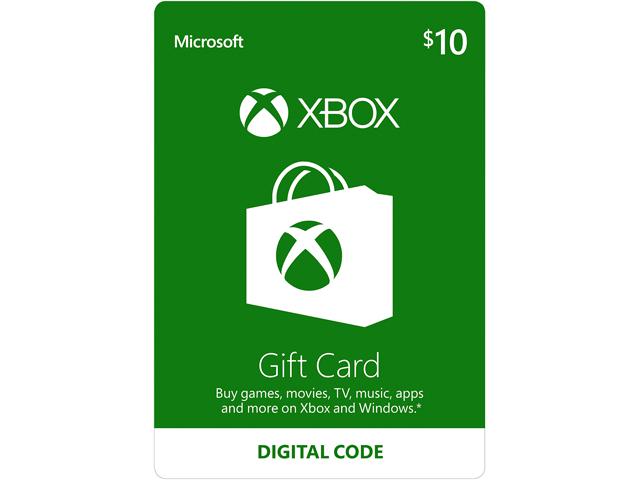 Microsoft
$10
XBOX
Gift Card
Buy games, movies, TV, music, apps
and more on Xbox and Windows.*
DIGITAL CODE